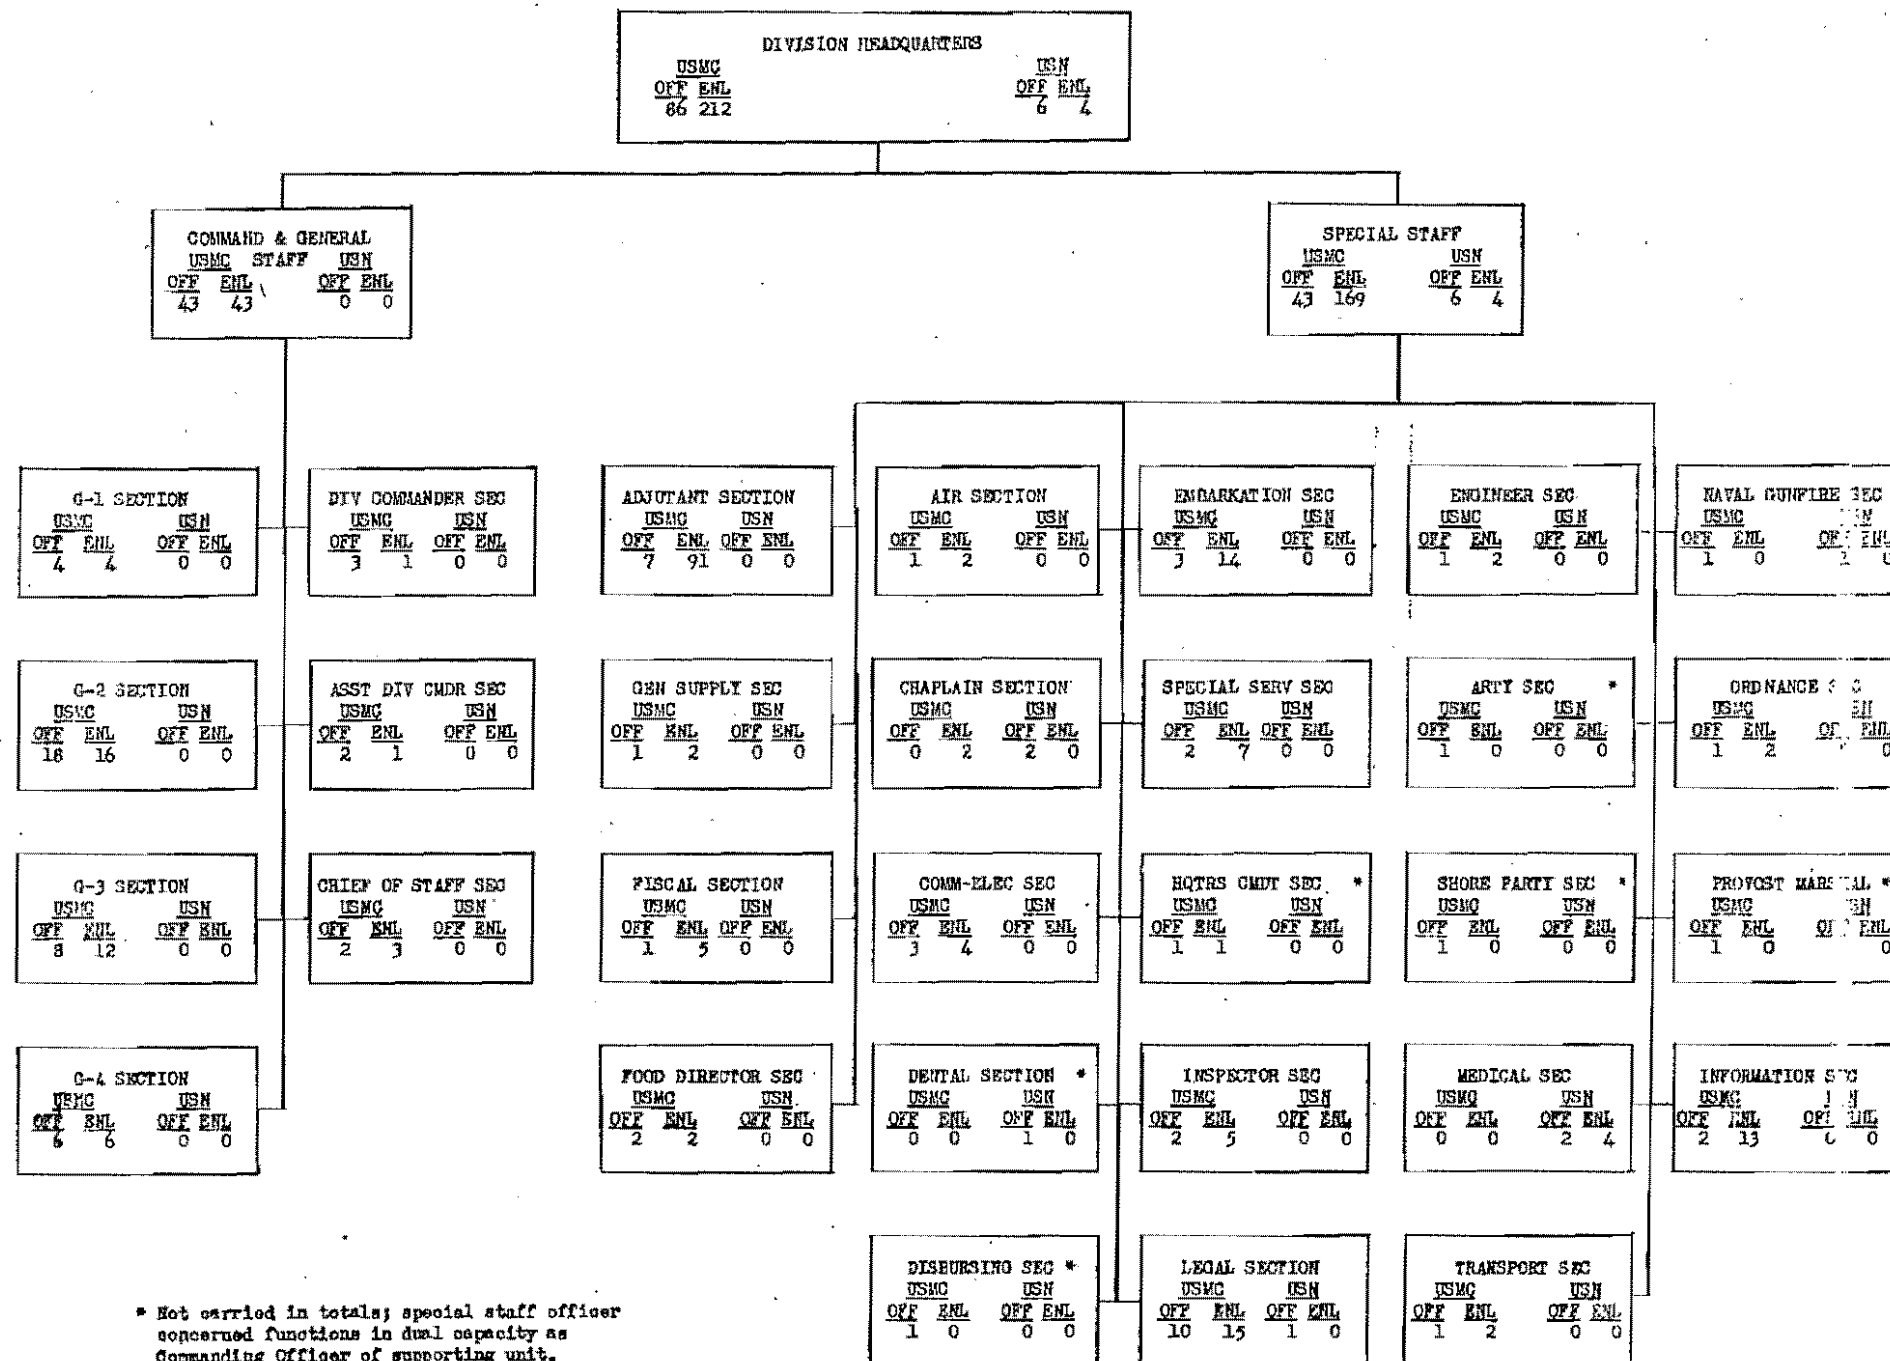 DIVISION HEADQUARTERS
USMC USN
OFF ENL OFF ENL
86 212 6 4
COMMAND & GENERAL
USMC STAFF USN
OFF ENL OFF ENL
43 43 0 0
SPECIAL STAFF
USMC USN
OFF ENL OFF ENL
43 169 6 4
G-1 SECTION
USMC USN
OFF ENL OFF ENL
4 4 0 0
DIV COMMANDER SEC
USMC USN
OFF ENL OFF ENL
3 1 0 0
ADJUTANT SECTION
USMC USN
OFF ENL OFF ENL
7 91 0 0
AIR SECTION
USMC USN
OFF ENL OFF ENL
1 2 0 0
EMBARKATION SEC
USMC USN
OFF ENL OFF ENL
3 14 0 0
ENGINEER SEC
USMC USN
OFF ENL OFF ENL
1 2 0 0
NAVAL GUNFIRE SEC
USMC
OFF ENL
1 0 1 0
G-2 SECTION
USMC USN
OFF ENL OFF ENL
18 16 0 0
ASST DIV CMDR SEC
USMC USN
OFF ENL OFF ENL
2 1 0 0
GEN SUPPLY SEC
USMC USN
OFF ENL OFF ENL
1 2 0 0
CHAPLAIN SECTION
USMC USN
OFF ENL OFF ENL
0 2 2 0
SPECIAL SERV SEC
USMC USN
OFF ENL OFF ENL
2 7 0 0
ARTY SEC *
USMC USN
OFF ENL OFF ENL
1 0 0 0
ORDNANCE
USMC
OFF ENL ENL
1 2 0
G-3 SECTION
USMC USN
OFF ENL OFF ENL
8 12 0 0
CHIEF OF STAFF SEC
USMC USN
OFF ENL OFF ENL
2 3 0 0
FISCAL SECTION
USMC USN
OFF ENL OFF ENL
1 5 0 0
COMM-ELEC SEC
USMC USN
OFF ENL OFF ENL
3 4 0 0
HQTRS CMDT SEC *
USMC USN
OFF ENL OFF ENL
1 1 0 0
SHORE PARTY SEC *
USMC USN
OFF ENL OFF ENL
1 0 0 0
PROVOST MARSHAL *
USMC
OFF ENL ENL
1 0 0
G-4 SECTION
USMC USN
OFF ENL OFF ENL
6 6 0 0
FOOD DIRECTOR SEC
USMC USN
OFF ENL OFF ENL
2 2 0 0
DENTAL SECTION *
USMC USN
OFF ENL OFF ENL
0 0 1 0
INSPECTOR SEC
USMC USN
OFF ENL OFF ENL
2 5 0 0
MEDICAL SEC
USMC USN
OFF ENL OFF ENL
0 0 2 4
INFORMATION SEC
USMC
OFF ENL
2 13 0 0
DISBURSING SEC *
USMC USN
OFF ENL OFF ENL
1 0 0 0
LEGAL SECTION
USMC USN
OFF ENL OFF ENL
10 15 1 0
TRANSPORT SEC
USMC USN
OFF ENL OFF ENL
1 2 0 0
* Not carried in totals; special staff officer
concerned functions in dual capacity as
Commanding Officer of supporting unit.